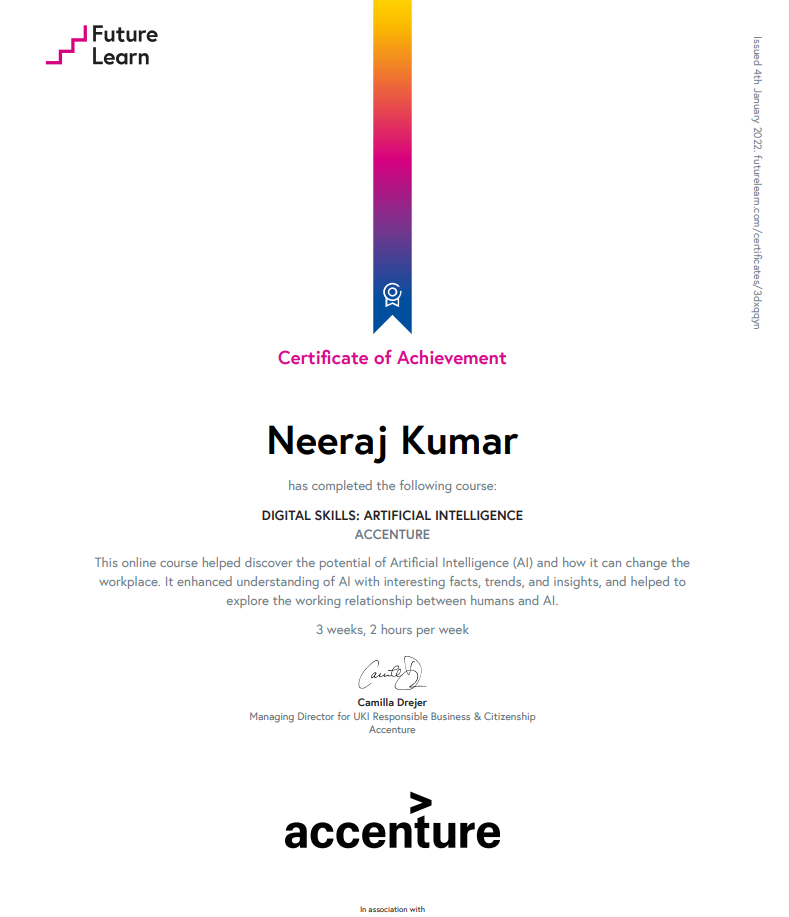 Future
Learn
Issued 4th January 2022. futurelearn.com/certificates/3dxqqyn
Certificate of Achievement
Neeraj Kumar
has completed the following course:
DIGITAL SKILLS: ARTIFICIAL INTELLIGENCE
ACCENTURE
This online course helped discover the potential of Artificial Intelligence (AI) and how it can change the
workplace. It enhanced understanding of AI with interesting facts, trends, and insights, and helped to
explore the working relationship between humans and AI.
3 weeks, 2 hours per week
Camilla Drejer
Managing Director for UKI Responsible Business & Citizenship
Accenture
accenture
In association with